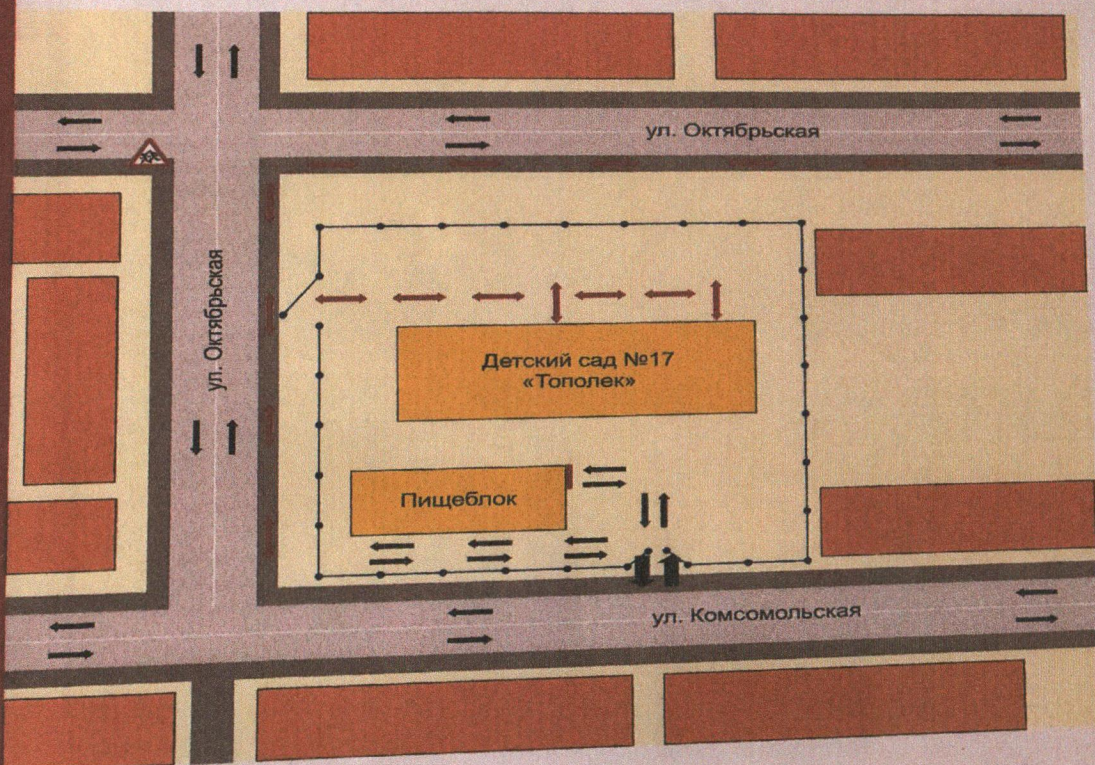 ул. Октябрьская
ул. Октябрьская
Детский сад №17
«Тополек»
Пищеблок
ул. Комсомольская